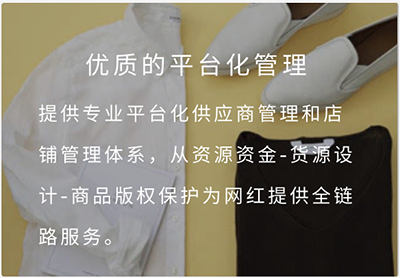 优质的平台化管理
提供专业平台化供应商管理和店
铺管理体系，从资源资金-货源设
计-商品版权保护为网红提供全链
路服务。